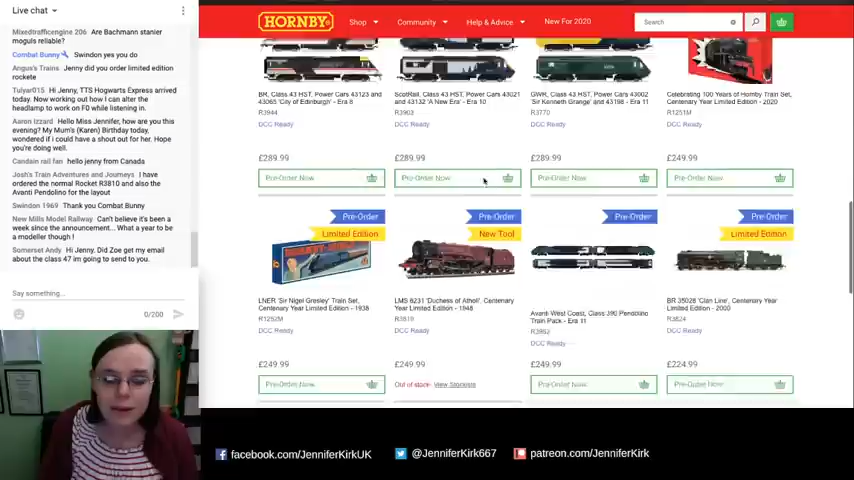 Live chat
Mixedtrafficengine 206 Are Bachmann stanier
moguls reliable?
Combat Bunny Swindon yes you do
Angus's Trains Jenny did you order limited edition
rockete
Tulyar015 Hi Jenny, TTS Hogwarts Express arrived
today. Now working out how I can alter the
headlamp to work on F0 while listening in.
Aaron Izzard Hello Miss Jennifer, how are you this
evening? My Mum's (Karen) Birthday today,
wondered if i could have a shout out for her. Hope
you're doing well.
Candain rail fan hello jenny from Canada
Josh's Train Adventures and Journeys I have
ordered the normal Rocket R3810 and also the
Avanti Pendolino for the layout
Swindon 1969 Thank you Combat Bunny
New Mills Model Railway Can't believe it's been a
week since the announcement... What a year to be
a modeller though !
Somerset Andy Hi Jenny. Did Zoe get my email
about the class 47 im going to send to you.
Say something...
0/200
HORNBY
Shop
Community
Help & Advice
New For 2020
Search
BR, Class 43 HST, Power Cars 43123 and
43065 'City of Edinburgh' - Era 8
R3944
DCC Ready
£289.99
Pre-Order Now
ScotRail, Class 43 HST, Power Cars 43021
and 43132 'A New Era' - Era 10
R3903
DCC Ready
£289.99
Pre-Order Now
GWR, Class 43 HST, Power Cars 43002
'Sir Kenneth Grange' and 43198 - Era 11
R3770
DCC Ready
£289.99
Pre-Order Now
Celebrating 100 Years of Hornby Train Set,
Centenary Year Limited Edition - 2020
R1251M
DCC Ready
£249.99
Pre-Order Now
Pre-Order
Limited Edition
LNER 'Sir Nigel Gresley' Train Set,
Centenary Year Limited Edition - 1938
R1252M
DCC Ready
£249.99
Pre-Order Now
Pre-Order
New Tool
LMS 6231 'Duchess of Atholl', Centenary
Year Limited Edition - 1948
R3819
DCC Ready
£249.99
Out of stock View Stockists
Pre-Order
Avanti West Coast, Class 390 Pendolino
Train Pack - Era 11
R3962
DCC Ready
£249.99
Pre-Order Now
Pre-Order
Limited Edition
BR 35028 'Clan Line', Centenary Year
Limited Edition - 2000
R3824
DCC Ready
£224.99
Pre-Order Now
facebook.com/JenniferKirkUK
@JenniferKirk667
patreon.com/JenniferKirk